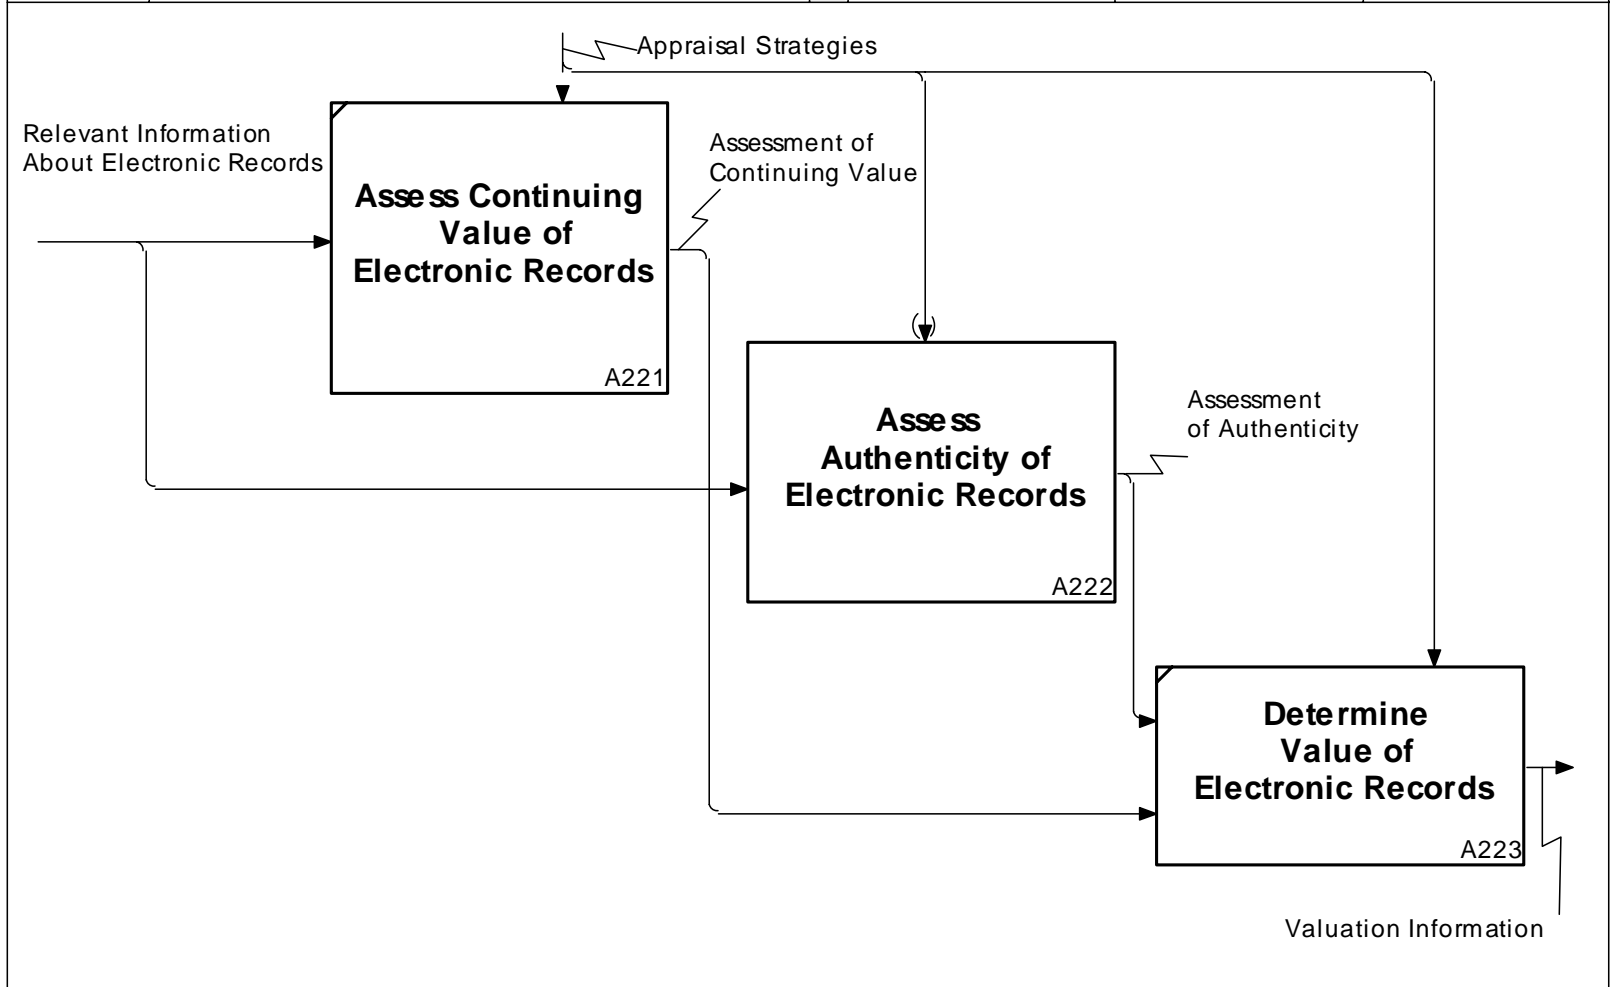 Appraisal Strategies
Relevant Information
About Electronic Records
Assessment of
Continuing Value
Assess Continuing
Value of
Electronic Records
A221
Assess
Authenticity of
Electronic Records
A222
Assessment
of Authenticity
Determine
Value of
Electronic Records
A223
Valuation Information